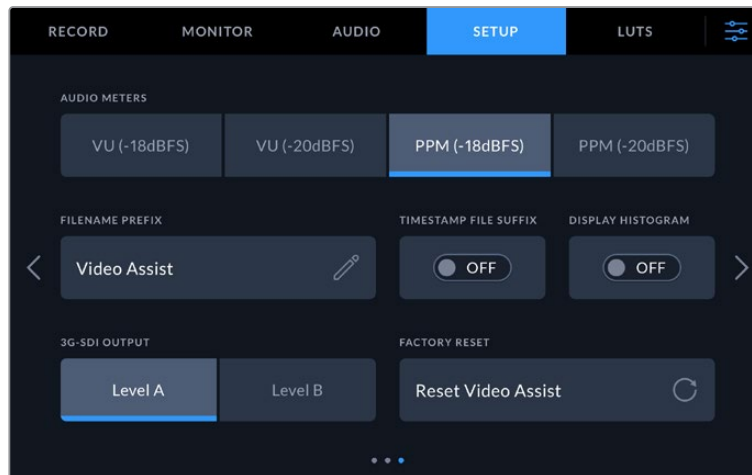 RECORD MONITOR AUDIO SETUP LUTS
AUDIO METERS
VU (-18dBFS) VU (-20dBFS) PPM (-18dBFS) PPM (-20dBFS)
FILENAME PREFIX TIMESTAMP FILE SUFFIX DISPLAY HISTOGRAM
Video Assist OFF OFF
3G-SDI OUTPUT FACTORY RESET
Level A Level B Reset Video Assist